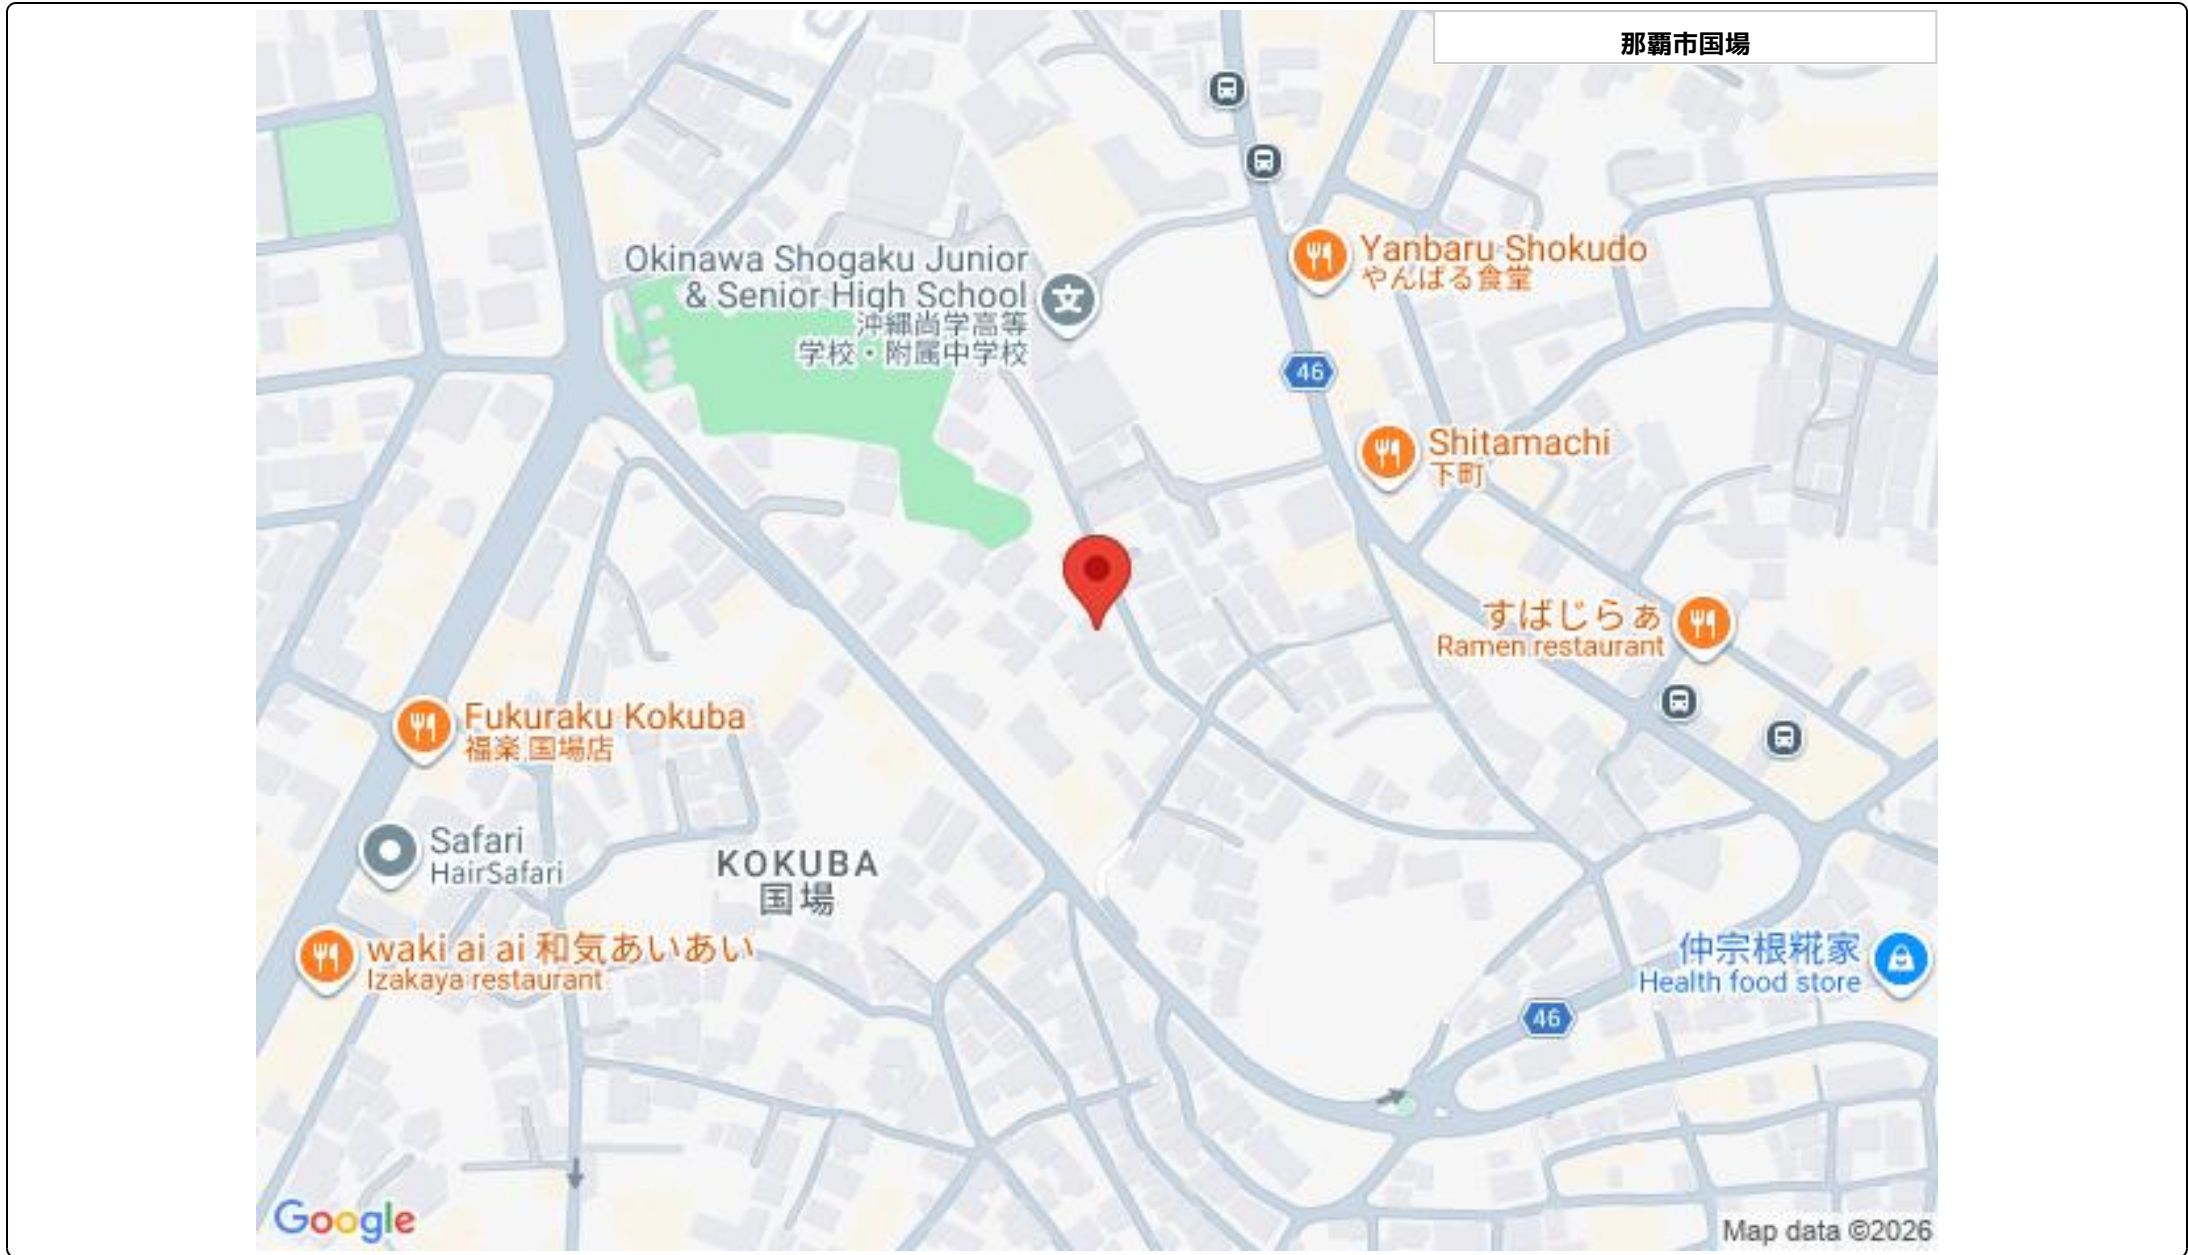 那覇市国場
Okinawa Shogaku Junior
& Senior High School
沖縄尚学高等
学校・附属中学校
Yanbaru Shokudo
やんばる食堂
46
Shitamachi
下町
すばじらぁ
Ramen restaurant
Fukuraku Kokuba
福楽 国場店
Safari
HairSafari
KOKUBA
国場
waki ai ai 和気あいあい
Izakaya restaurant
仲宗根糀家
Health food store
46
Google
Map data ©2026